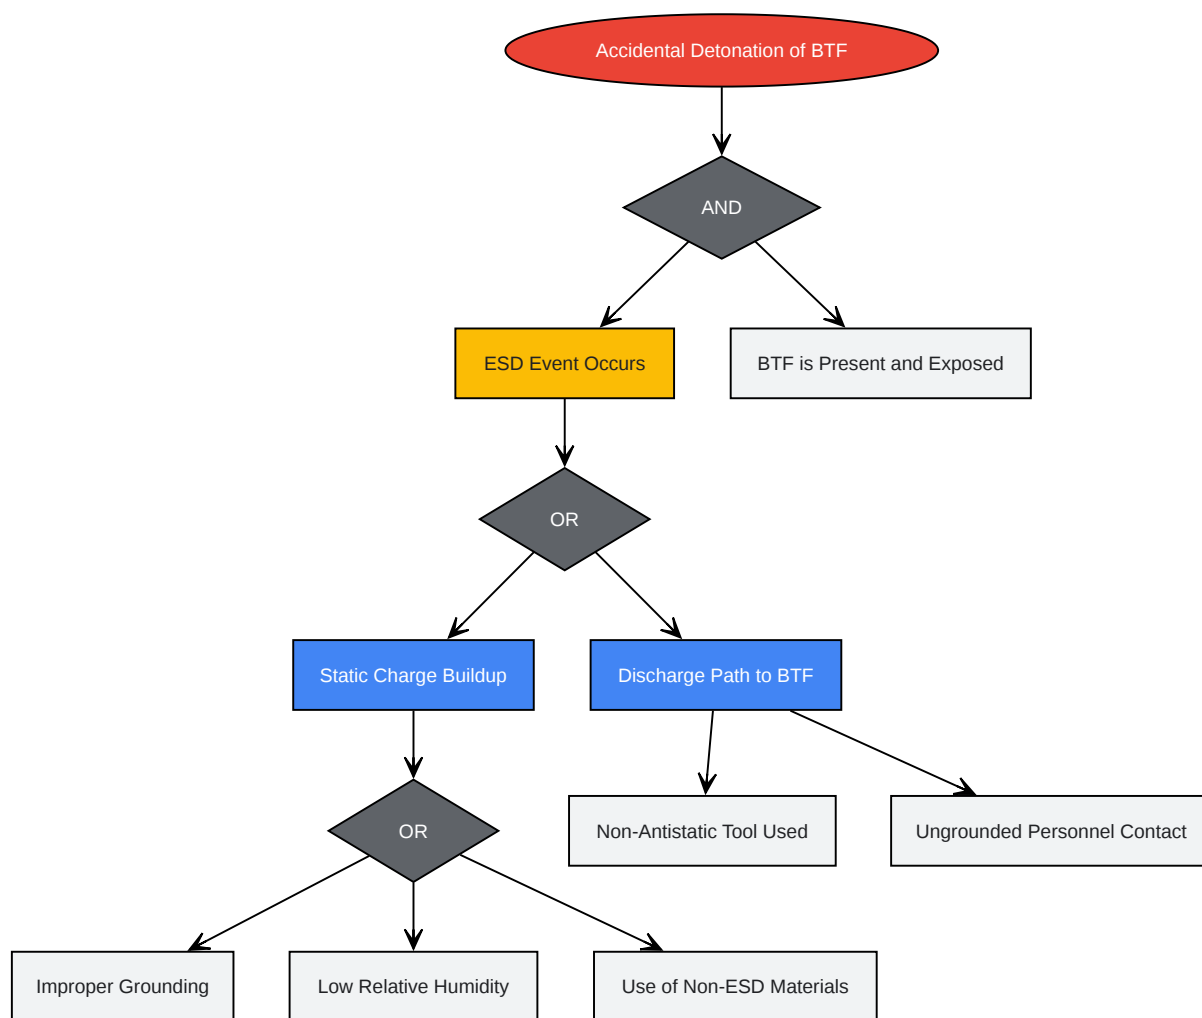 Accidental Detonation of BTF
AND
ESD Event Occurs
BTF is Present and Exposed
OR
Static Charge Buildup
Discharge Path to BTF
OR
Non-Antistatic Tool Used
Ungrounded Personnel Contact
Improper Grounding
Low Relative Humidity
Use of Non-ESD Materials